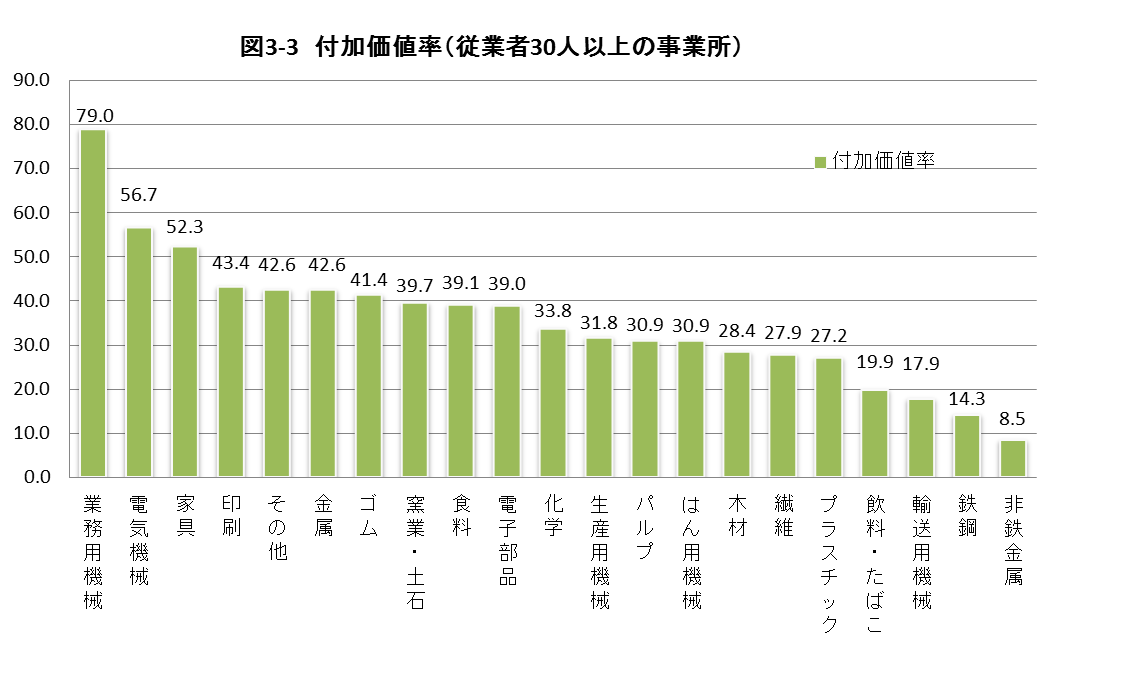 図3-3 付加価値率（従業者30人以上の事業所）
90.0
80.0
70.0
60.0
50.0
40.0
30.0
20.0
10.0
0.0
付加価値率
79.0
56.7
52.3
43.4
42.6
42.6
41.4
39.7
39.1
39.0
33.8
31.8
30.9
30.9
28.4
27.9
27.2
19.9
17.9
14.3
8.5
業務用機械
電気機械
家具
印刷
その他
金属
ゴム
窯業・土石
食料
電子部品
化学
生産用機械
パルプ
はん用機械
木材
繊維
プラスチック
飲料・たばこ
輸送用機械
鉄鋼
非鉄金属